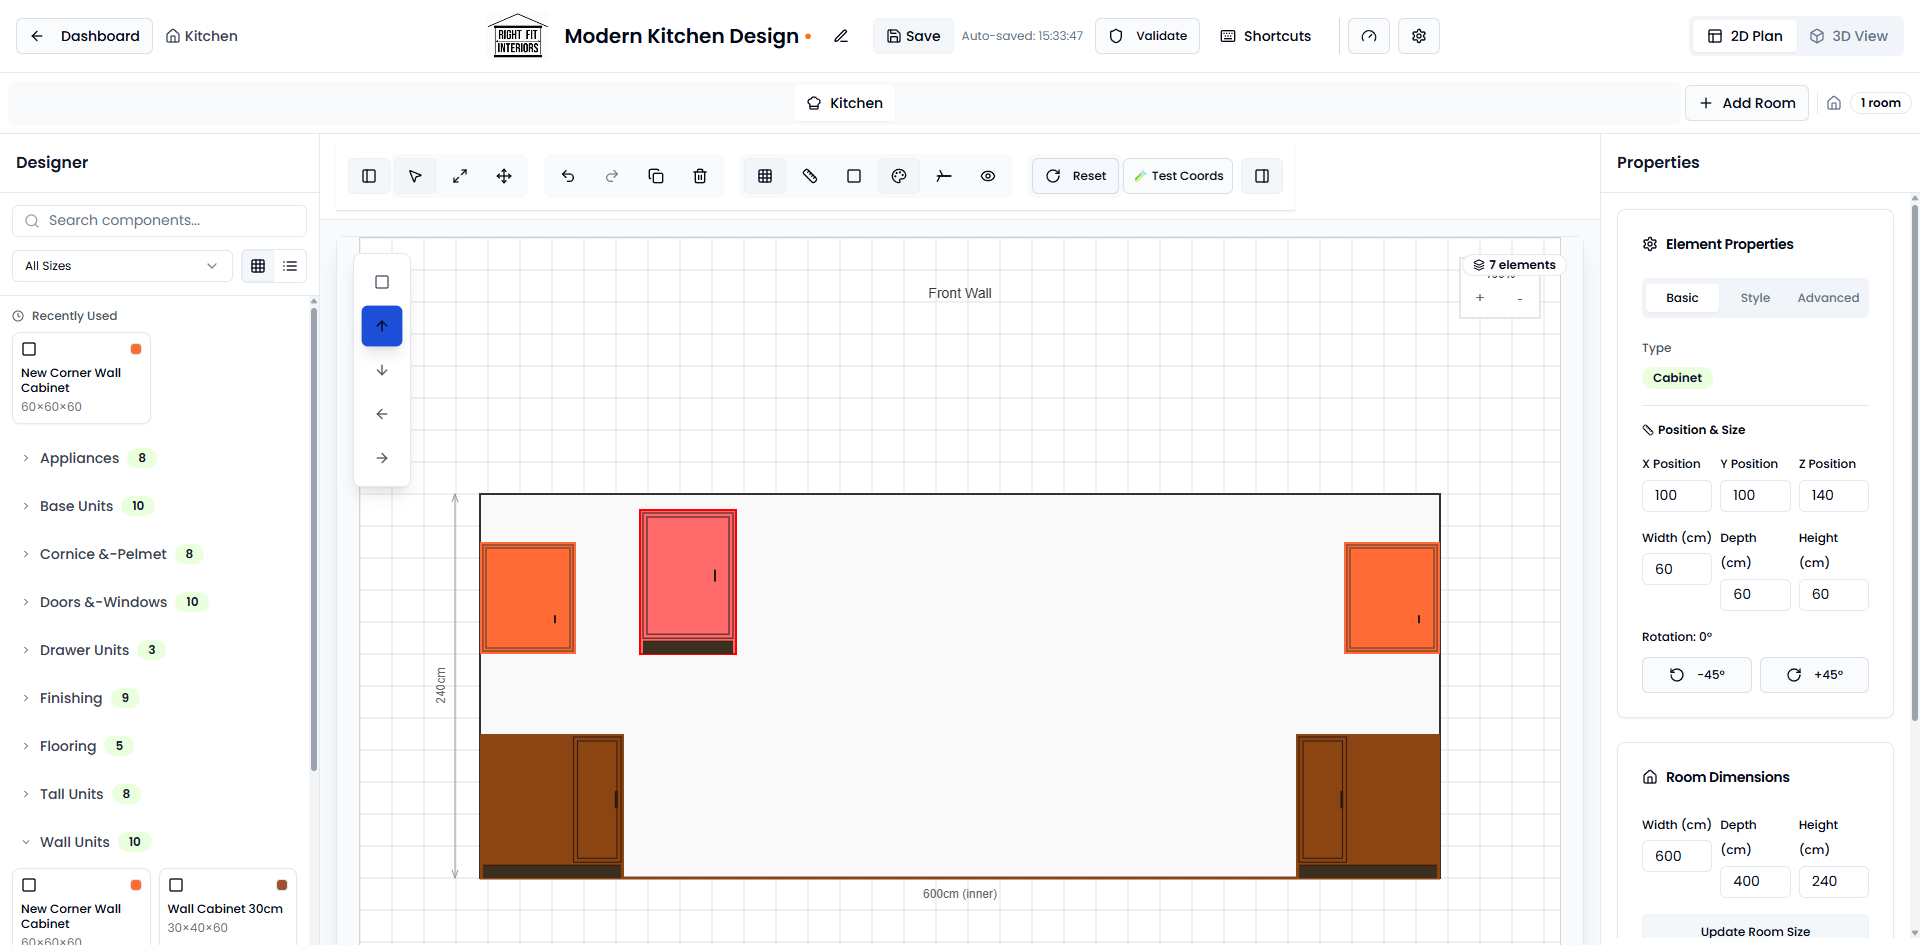 Dashboard
Kitchen
RIGHT FIT
INTERIORS
Modern Kitchen Design
Save
Auto-saved: 15:33:47
Validate
Shortcuts
2D Plan
3D View
Kitchen
Add Room
1 room
Designer
Search components...
All Sizes
Recently Used
New Corner Wall
Cabinet
60×60×60
Appliances 8
Base Units 10
Cornice &-Pelmet 8
Doors &-Windows 10
Drawer Units 3
Finishing 9
Flooring 5
Tall Units 8
Wall Units 10
New Corner Wall
Cabinet
60×60×60
Wall Cabinet 30cm
30×40×60
Reset
Test Coords
Front Wall
7 elements
+ -
240cm
600cm (inner)
Properties
Element Properties
Basic Style Advanced
Type
Cabinet
Position & Size
X Position Y Position Z Position
100 100 140
Width (cm) Depth (cm) Height (cm)
60 60 60
Rotation: 0°
-45° +45°
Room Dimensions
Width (cm) Depth (cm) Height (cm)
600 400 240
Update Room Size